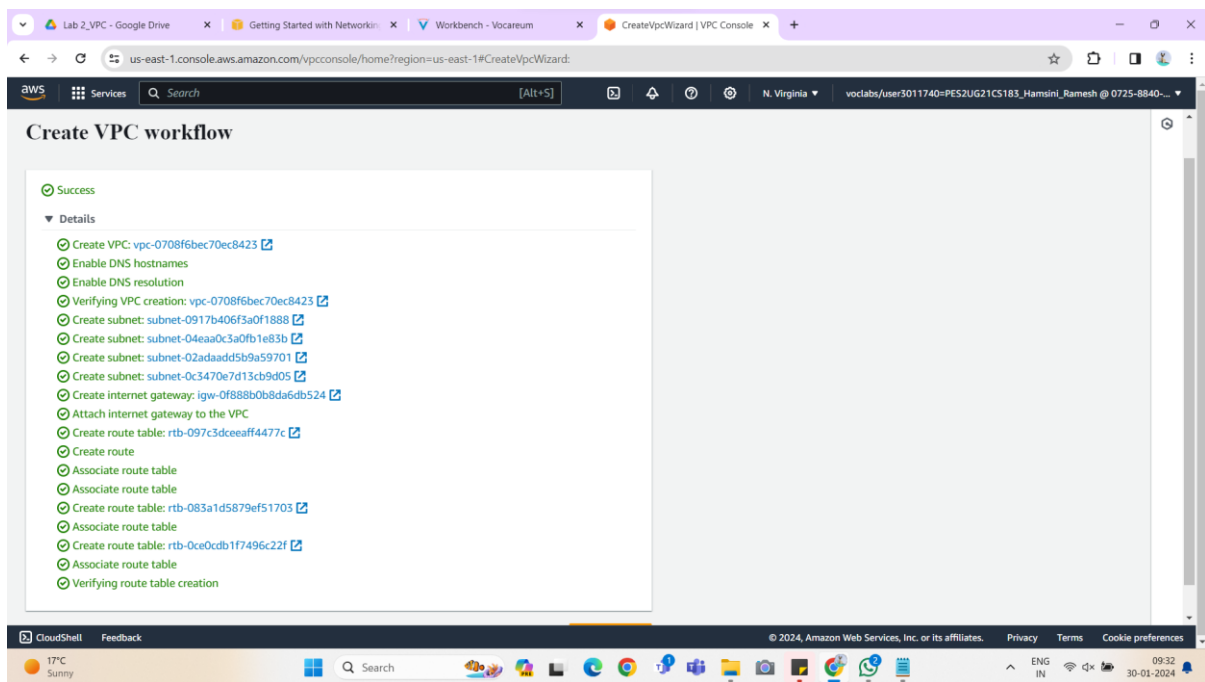 Lab 2_VPC - Google Drive
Getting Started with Networkin
Workbench - Vocareum
CreateVpcWizard | VPC Console
us-east-1.console.aws.amazon.com/vpcconsole/home?region=us-east-1#CreateVpcWizard:
aws
Services
Search
[Alt+S]
N. Virginia
voclabs/user3011740=PES2UG21CS183_Hamsini_Ramesh @ 0725-8840-...
Create VPC workflow
Success
Details
Create VPC: vpc-0708f6bec70ec8423
Enable DNS hostnames
Enable DNS resolution
Verifying VPC creation: vpc-0708f6bec70ec8423
Create subnet: subnet-0917b406f3a0f1888
Create subnet: subnet-04eaa0c3a0fb1e83b
Create subnet: subnet-02adaadd5b9a59701
Create subnet: subnet-0c3470e7d13cb9d05
Create internet gateway: igw-0f888b0b8da6db524
Attach internet gateway to the VPC
Create route table: rtb-097c3dceeaff4477c
Create route
Associate route table
Associate route table
Create route table: rtb-083a1d5879ef51703
Associate route table
Create route table: rtb-0ce0cdb1f7496c22f
Associate route table
Verifying route table creation
CloudShell
Feedback
© 2024, Amazon Web Services, Inc. or its affiliates.
Privacy
Terms
Cookie preferences
17°C
Sunny
Search
ENG
IN
09:32
30-01-2024